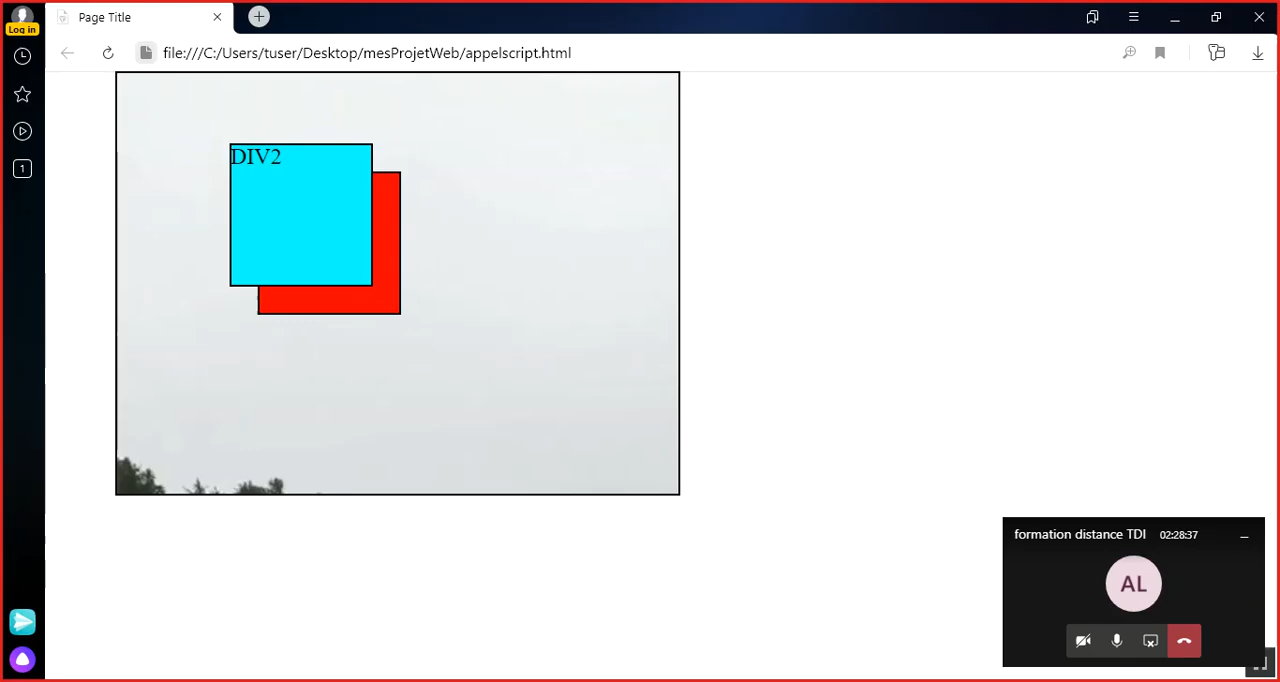 Page Title
Log in
file:///C:/Users/tuser/Desktop/mesProjetWeb/appelscript.html
1
DIV2
formation distance TDI 02:28:37
AL